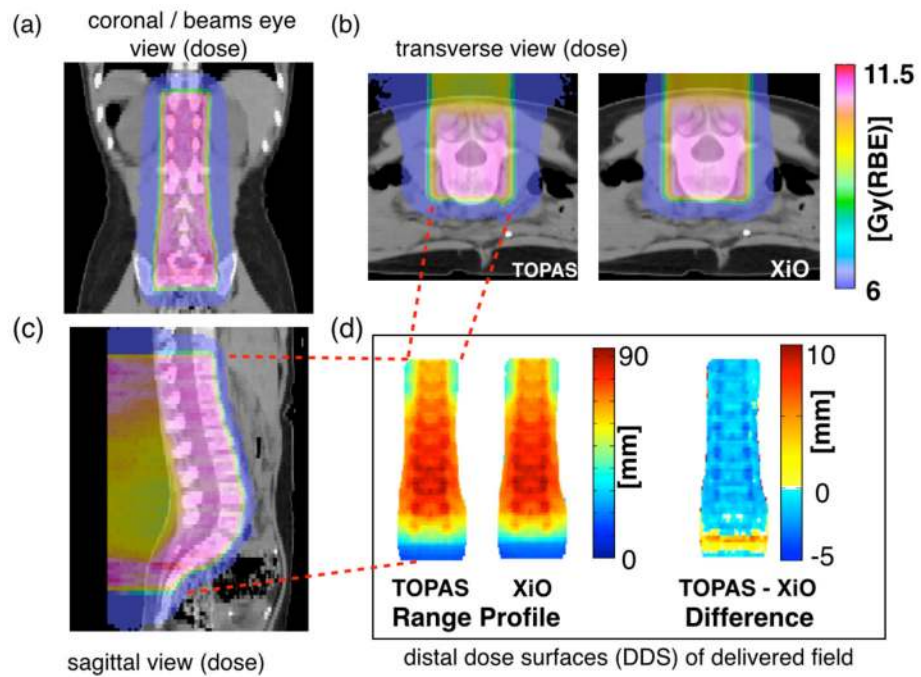 (a)
coronal / beams eye
view (dose)
(b)
transverse view (dose)
TOPAS
XiO
11.5
[Gy(RBE)]
6
(c)
sagittal view (dose)
(d)
90
[mm]
0
10
[mm]
0
-5
TOPAS
XiO
TOPAS - XiO
Range Profile
Difference
distal dose surfaces (DDS) of delivered field